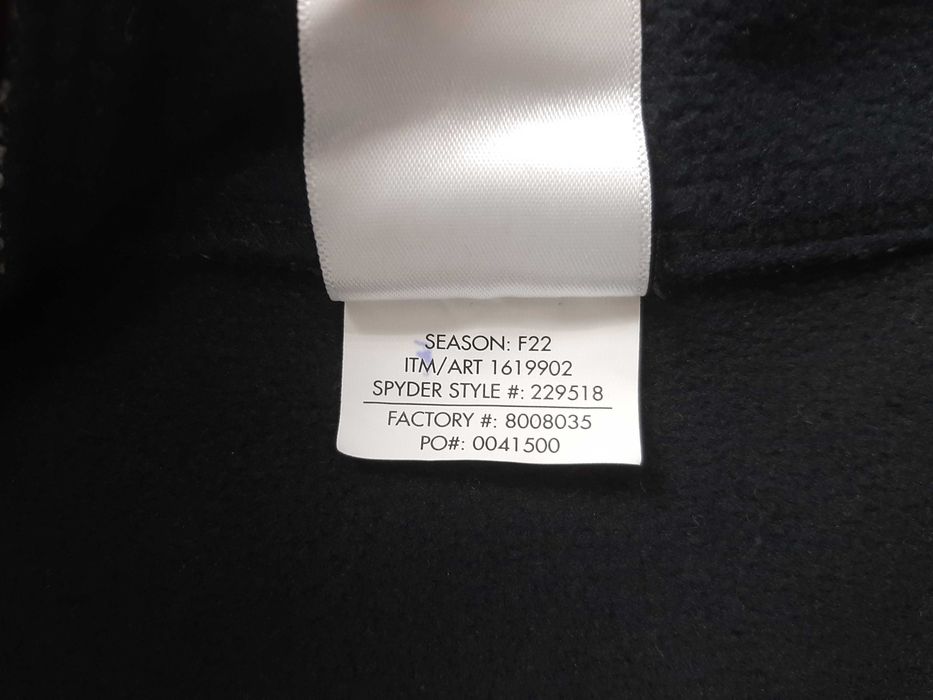 SEASON: F22
ITM/ART 1619902
SPYDER STYLE #: 229518
FACTORY #: 8008035
PO#: 0041500